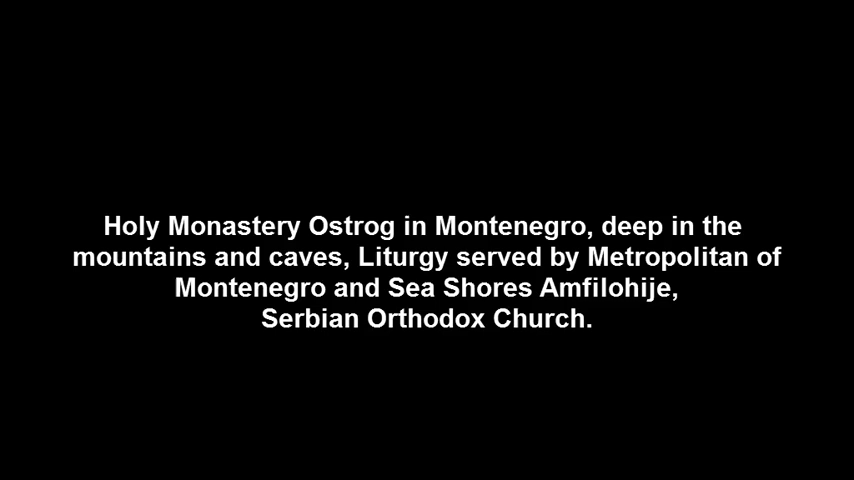 Holy Monastery Ostrog in Montenegro, deep in the
mountains and caves, Liturgy served by Metropolitan of
Montenegro and Sea Shores Amfilohije,
Serbian Orthodox Church.